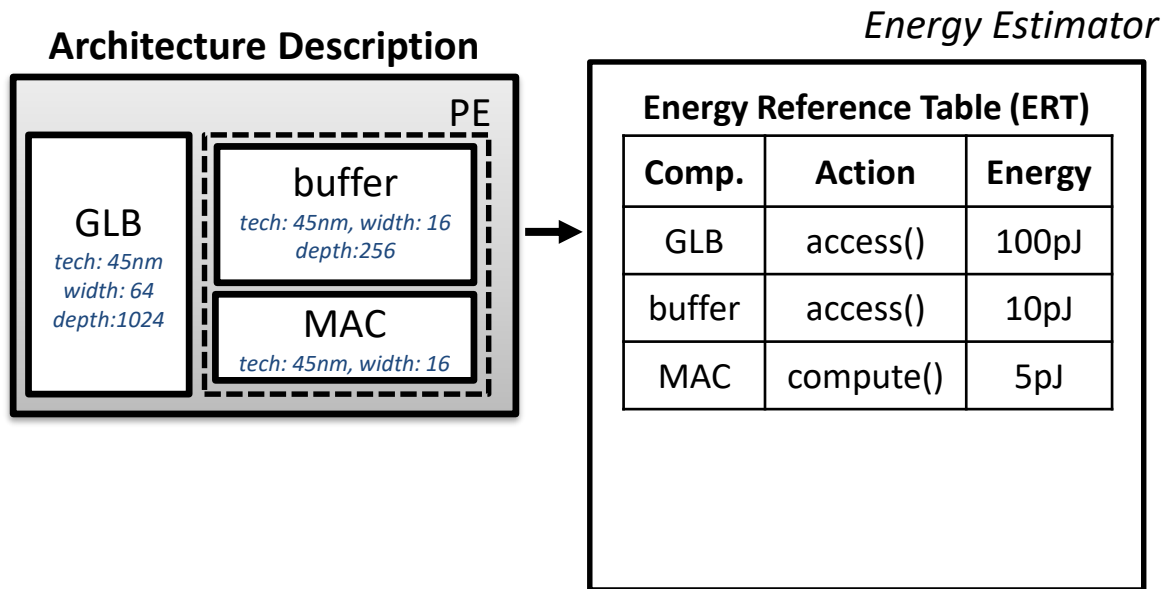 Energy Estimator
Architecture Description
PE
GLB
tech: 45nm
width: 64
depth:1024
buffer
tech: 45nm, width: 16
depth:256
MAC
tech: 45nm, width: 16
Energy Reference Table (ERT)
Comp. Action Energy
GLB access() 100pJ
buffer access() 10pJ
MAC compute() 5pJ